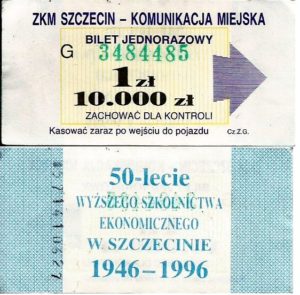 ZKM SZCZECIN – KOMUNIKACJA MIEJSKA
BILET JEDNORAZOWY
G 3484485
1 zł
10.000 zł
ZACHOWAĆ DLA KONTROLI
Kasować zaraz po wejściu do pojazdu
Cz.Z.G.
50-lecie
WYŻSZEGO SZKOLNICTWA
EKONOMICZNEGO
W SZCZECINIE
1946–1996